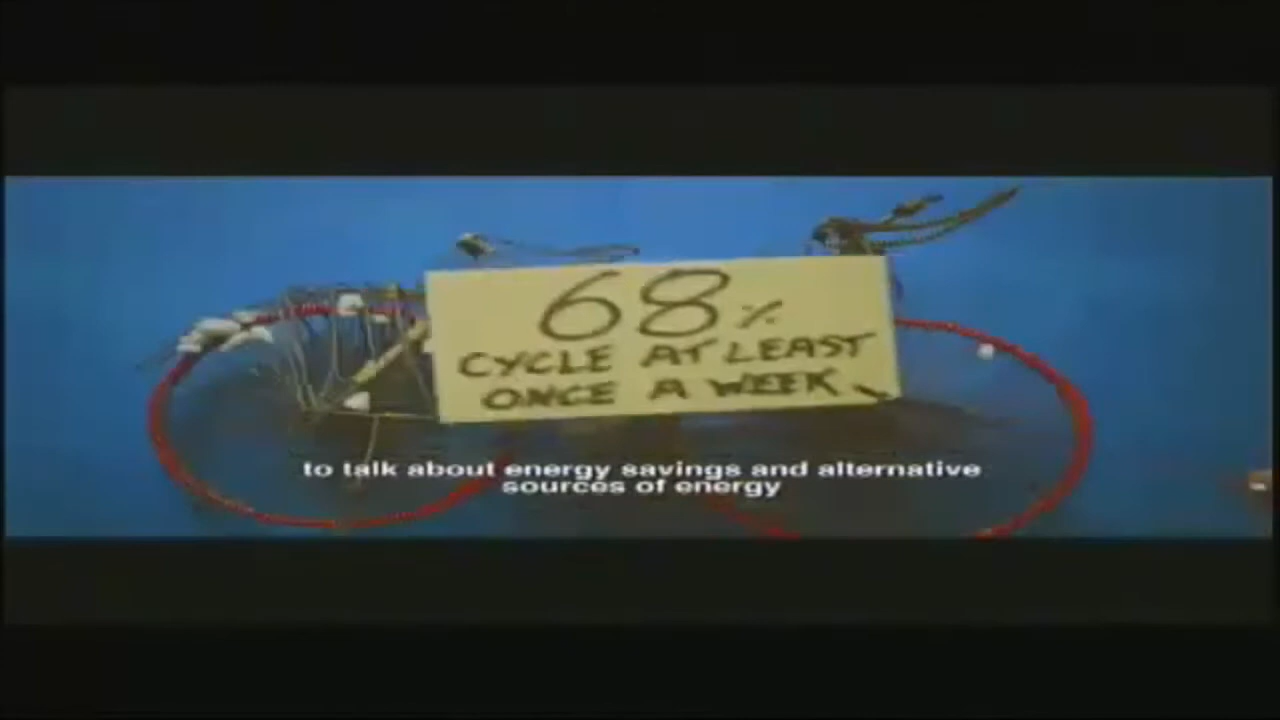 68%
CYCLE AT LEAST
ONCE A WEEK
to talk about energy savings and alternative
sources of energy